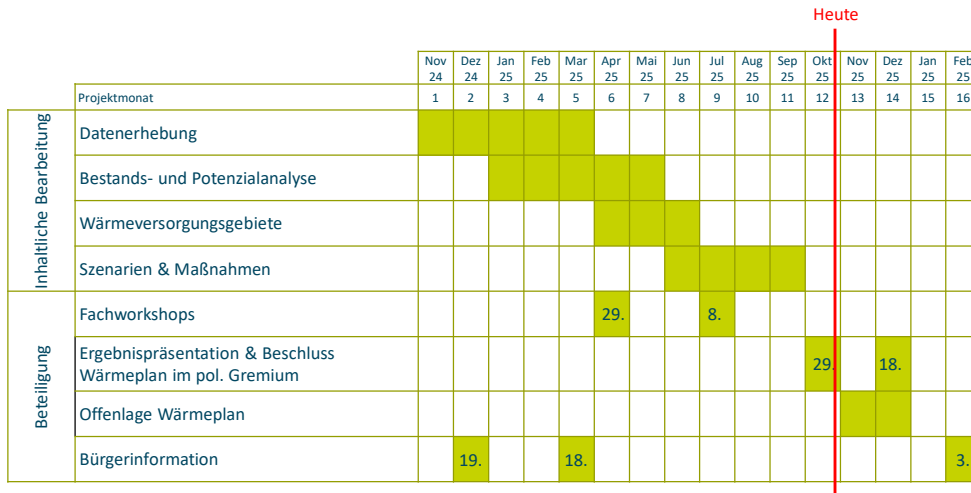 Heute
Nov Dez Jan Feb Mar Apr Mai Jun Jul Aug Sep Okt Nov Dez Jan Feb
24 24 25 25 25 25 25 25 25 25 25 25 25 25 25 25
Projektmonat 1 2 3 4 5 6 7 8 9 10 11 12 13 14 15 16
Inhaltliche Bearbeitung
Datenerhebung
Bestands- und Potenzialanalyse
Wärmeversorgungsgebiete
Szenarien & Maßnahmen
Beteiligung
Fachworkshops 29. 8.
Ergebnispräsentation & Beschluss
Wärmeplan im pol. Gremium 29. 18.
Offenlage Wärmeplan
Bürgerinformation 19. 18. 3.